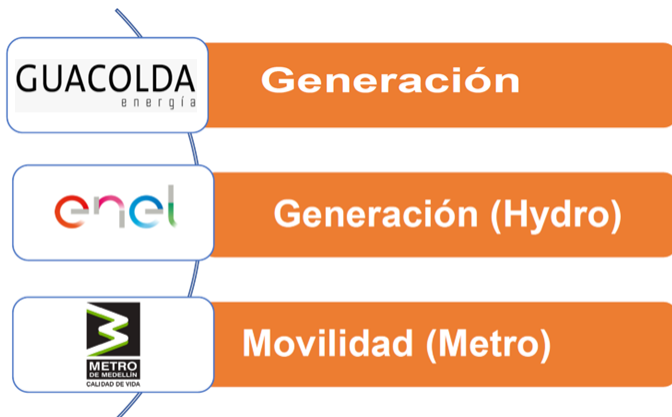 GUACOLDA
energía
Generación
enel
Generación (Hydro)
METRO
DE MEDELLÍN
CALIDAD DE VIDA
Movilidad (Metro)